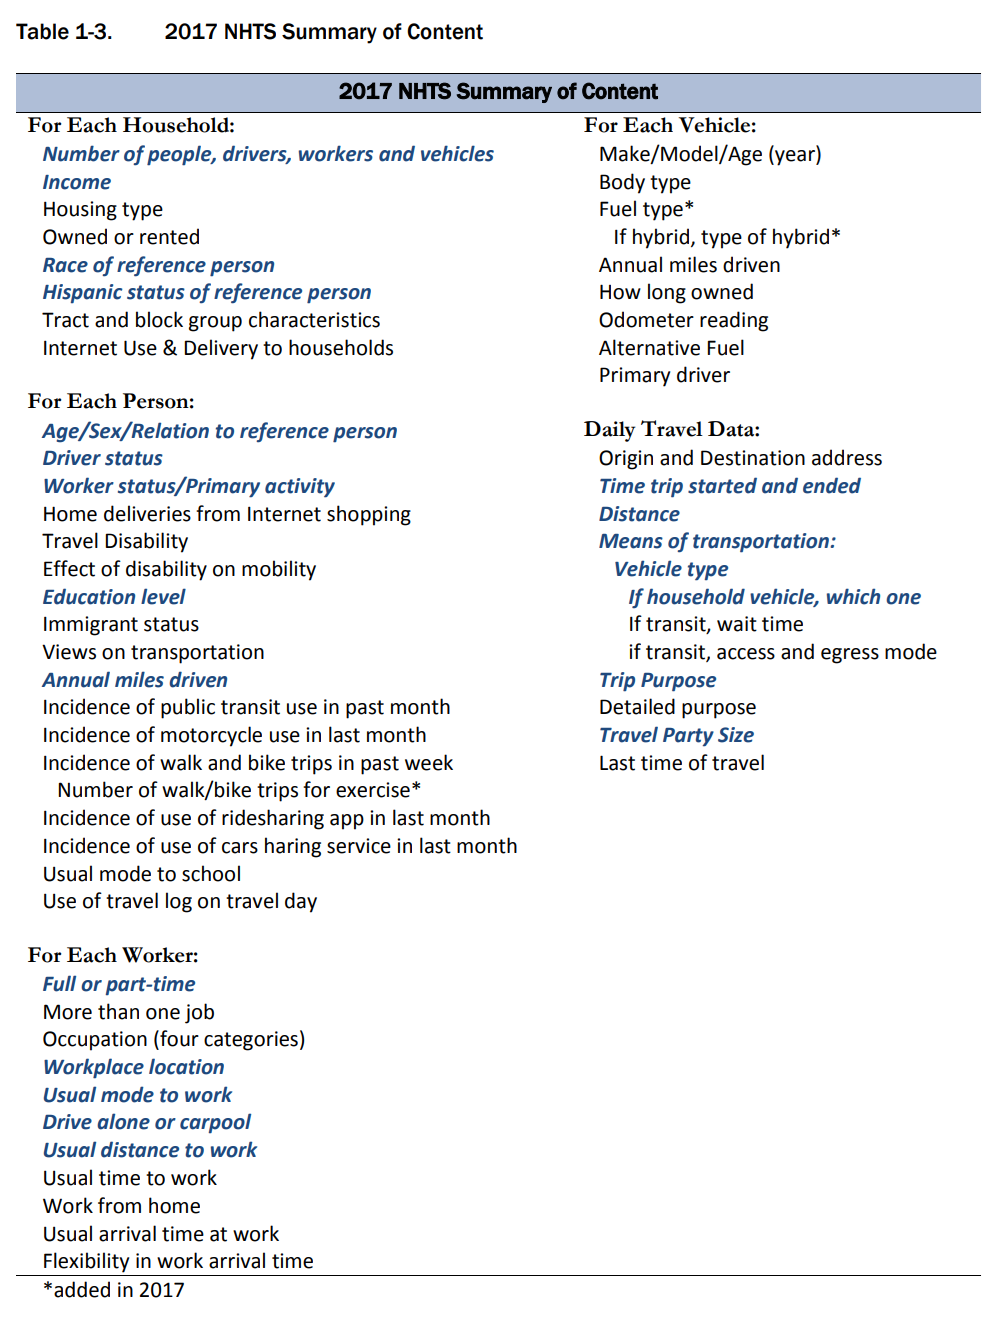 Table 1-3. 2017 NHTS Summary of Content
2017 NHTS Summary of Content
For Each Household:
Number of people, drivers, workers and vehicles
Income
Housing type
Owned or rented
Race of reference person
Hispanic status of reference person
Tract and block group characteristics
Internet Use & Delivery to households
For Each Person:
Age/Sex/Relation to reference person
Driver status
Worker status/Primary activity
Home deliveries from Internet shopping
Travel Disability
Effect of disability on mobility
Education level
Immigrant status
Views on transportation
Annual miles driven
Incidence of public transit use in past month
Incidence of motorcycle use in last month
Incidence of walk and bike trips in past week
Number of walk/bike trips for exercise*
Incidence of use of ridesharing app in last month
Incidence of use of cars haring service in last month
Usual mode to school
Use of travel log on travel day
For Each Worker:
Full or part-time
More than one job
Occupation (four categories)
Workplace location
Usual mode to work
Drive alone or carpool
Usual distance to work
Usual time to work
Work from home
Usual arrival time at work
Flexibility in work arrival time
For Each Vehicle:
Make/Model/Age (year)
Body type
Fuel type*
If hybrid, type of hybrid*
Annual miles driven
How long owned
Odometer reading
Alternative Fuel
Primary driver
Daily Travel Data:
Origin and Destination address
Time trip started and ended
Distance
Means of transportation:
Vehicle type
If household vehicle, which one
If transit, wait time
if transit, access and egress mode
Trip Purpose
Detailed purpose
Travel Party Size
Last time of travel
*added in 2017